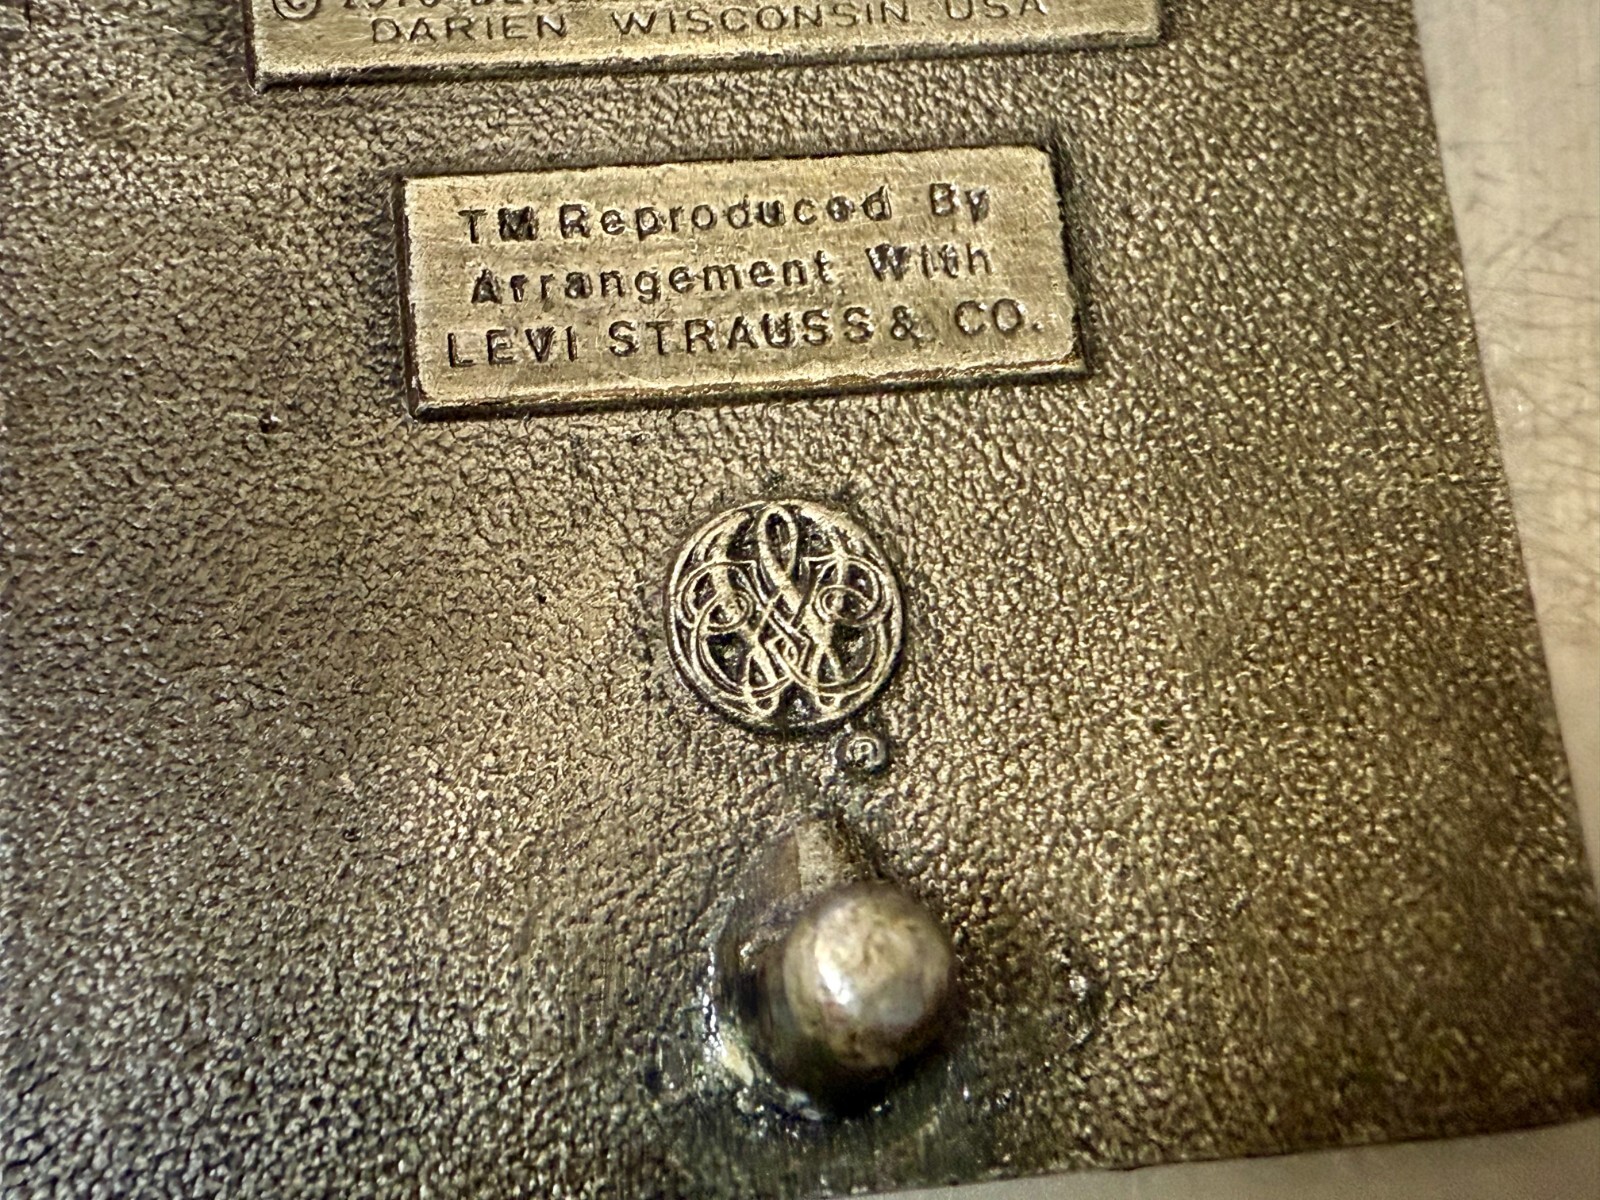 DARIEN WISCONSIN USA
TM Reproduced By
Arrangement With
LEVI STRAUSS & CO.
®